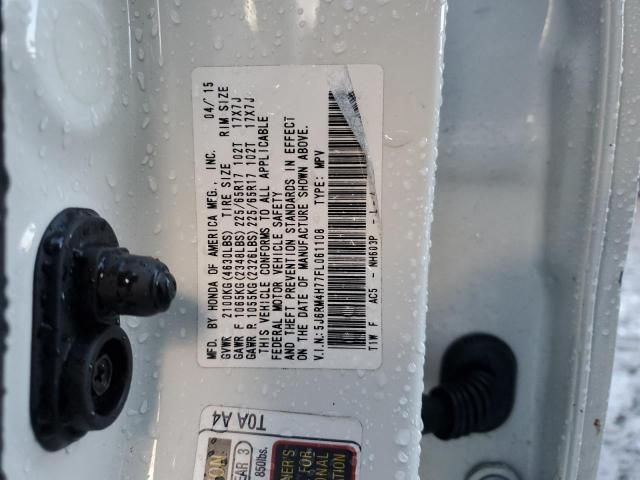 MFD. BY HONDA OF AMERICA MFG., INC. 04/ 15
GVWR 2100KG(4630LBS) TIRE SIZE RIM SIZE
GAWR F 1065KG(2348LBS) 225/65R17 102T 17X7J
GAWR R 1055KG(2326LBS) 225/65R17 102T 17X7J
THIS VEHICLE CONFORMS TO ALL APPLICABLE
FEDERAL MOTOR VEHICLE SAFETY
AND THEFT PREVENTION STANDARDS IN EFFECT
ON THE DATE OF MANUFACTURE SHOWN ABOVE.
V.I.N.:5J6RM4H77FL061108 TYPE: MPV
T1W F AC5 - NH603P - 
T0A A4
EAR 3
850lbs.